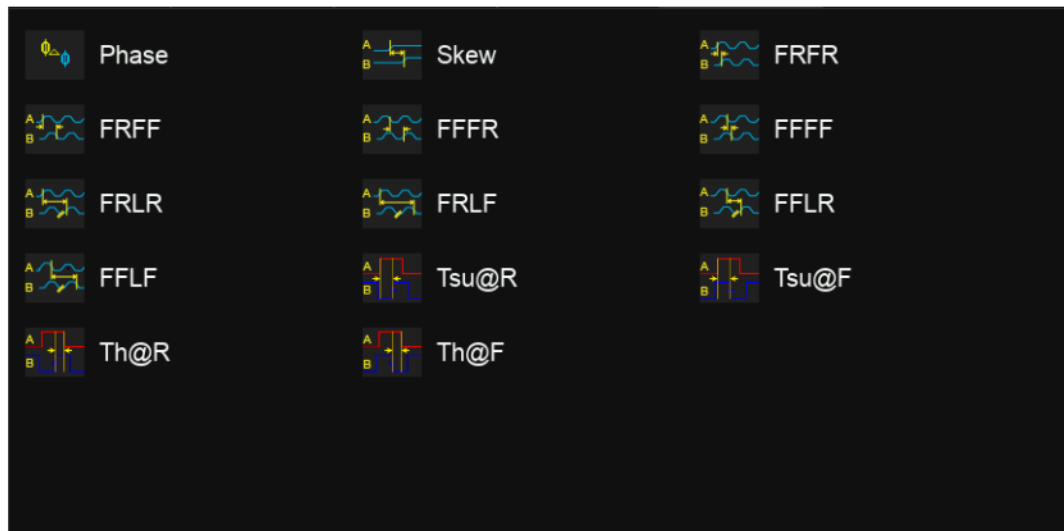 Phase
A B Skew
A B FRFR
A B FRFF
A B FFFR
A B FFFF
A B FRLR
A B FRLF
A B FFLR
A B FFLF
A B Tsu@R
A B Tsu@F
A B Th@R
A B Th@F